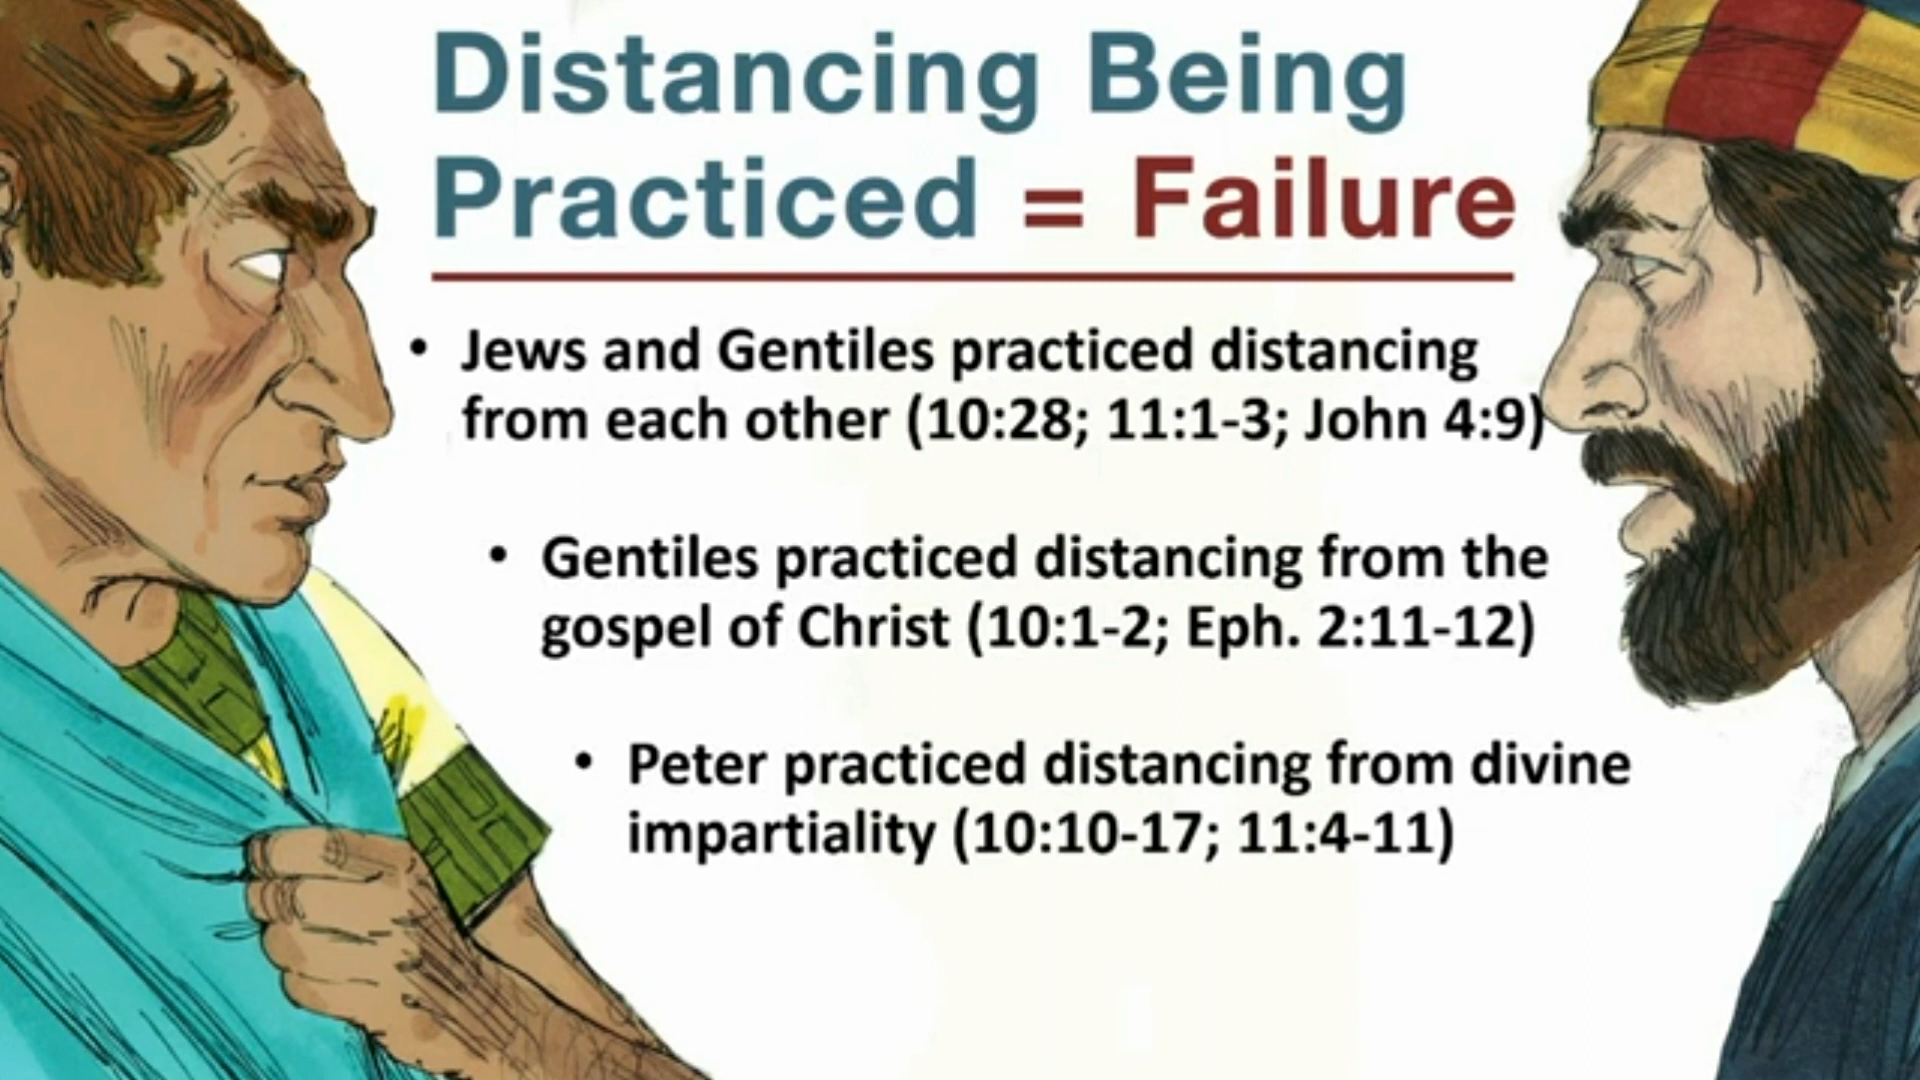 Distancing Being
Practiced = Failure
• Jews and Gentiles practiced distancing
from each other (10:28; 11:1-3; John 4:9)
• Gentiles practiced distancing from the
gospel of Christ (10:1-2; Eph. 2:11-12)
• Peter practiced distancing from divine
impartiality (10:10-17; 11:4-11)